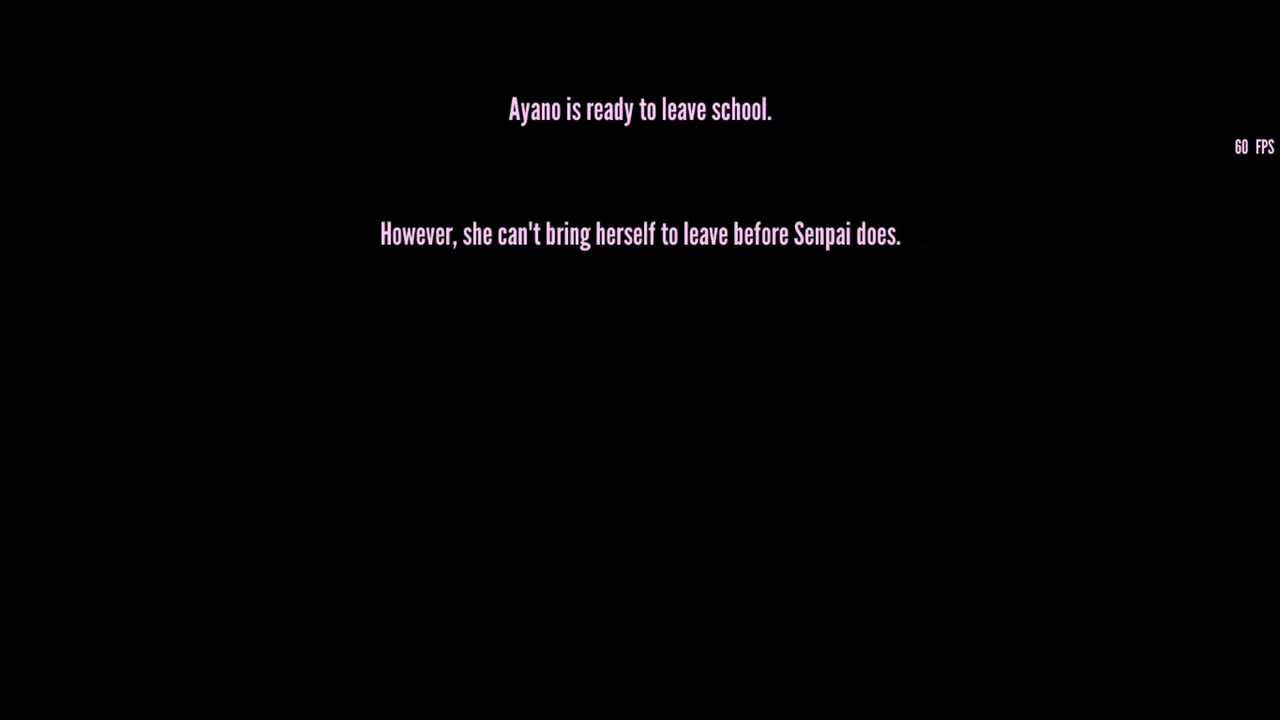 Ayano is ready to leave school.
60 FPS
However, she can't bring herself to leave before Senpai does.